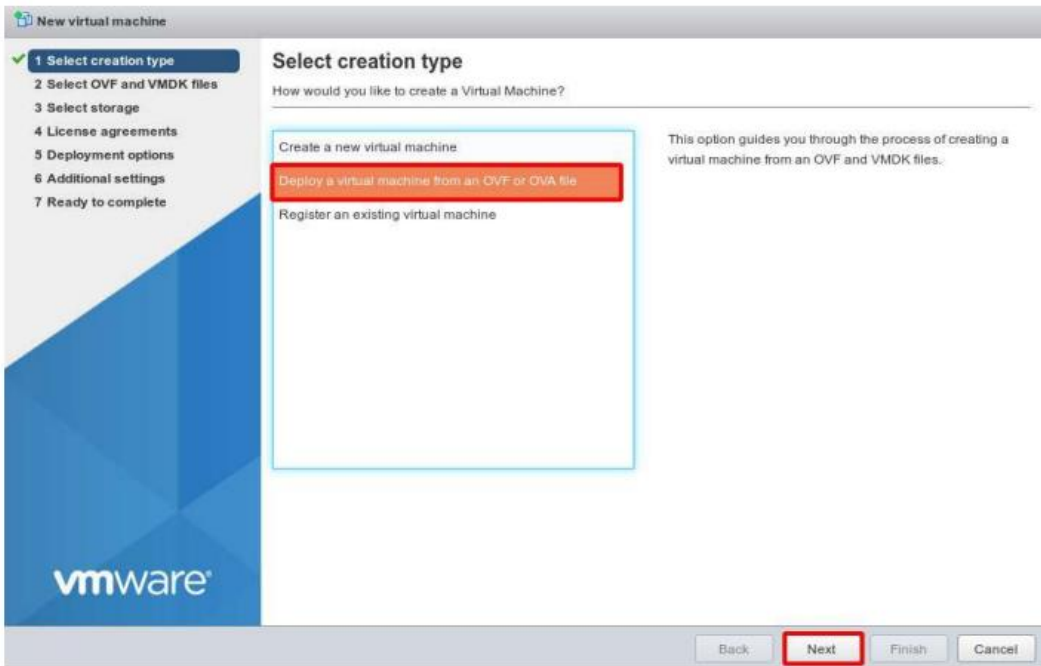 New virtual machine
1 Select creation type
2 Select OVF and VMDK files
3 Select storage
4 License agreements
5 Deployment options
6 Additional settings
7 Ready to complete
Select creation type
How would you like to create a Virtual Machine?
Create a new virtual machine
Deploy a virtual machine from an OVF or OVA file
Register an existing virtual machine
This option guides you through the process of creating a
virtual machine from an OVF and VMDK files.
vmware
Back
Next
Finish
Cancel